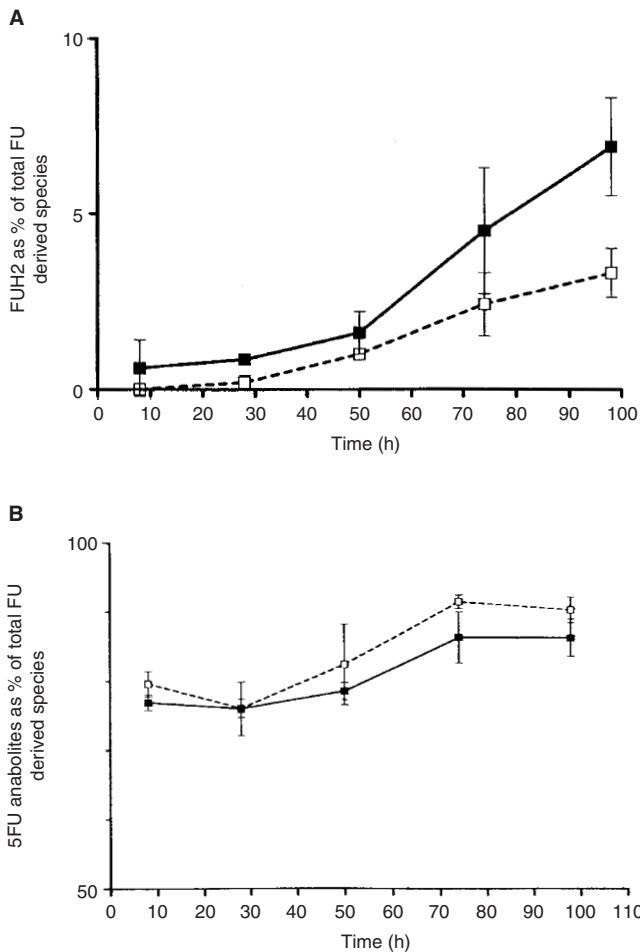 A
10
5
0
FUH2 as % of total FU
derived species
0 10 20 30 40 50 60 70 80 90 100
Time (h)
B
100
50
5FU anabolites as % of total FU
derived species
0 10 20 30 40 50 60 70 80 90 100 110
Time (h)